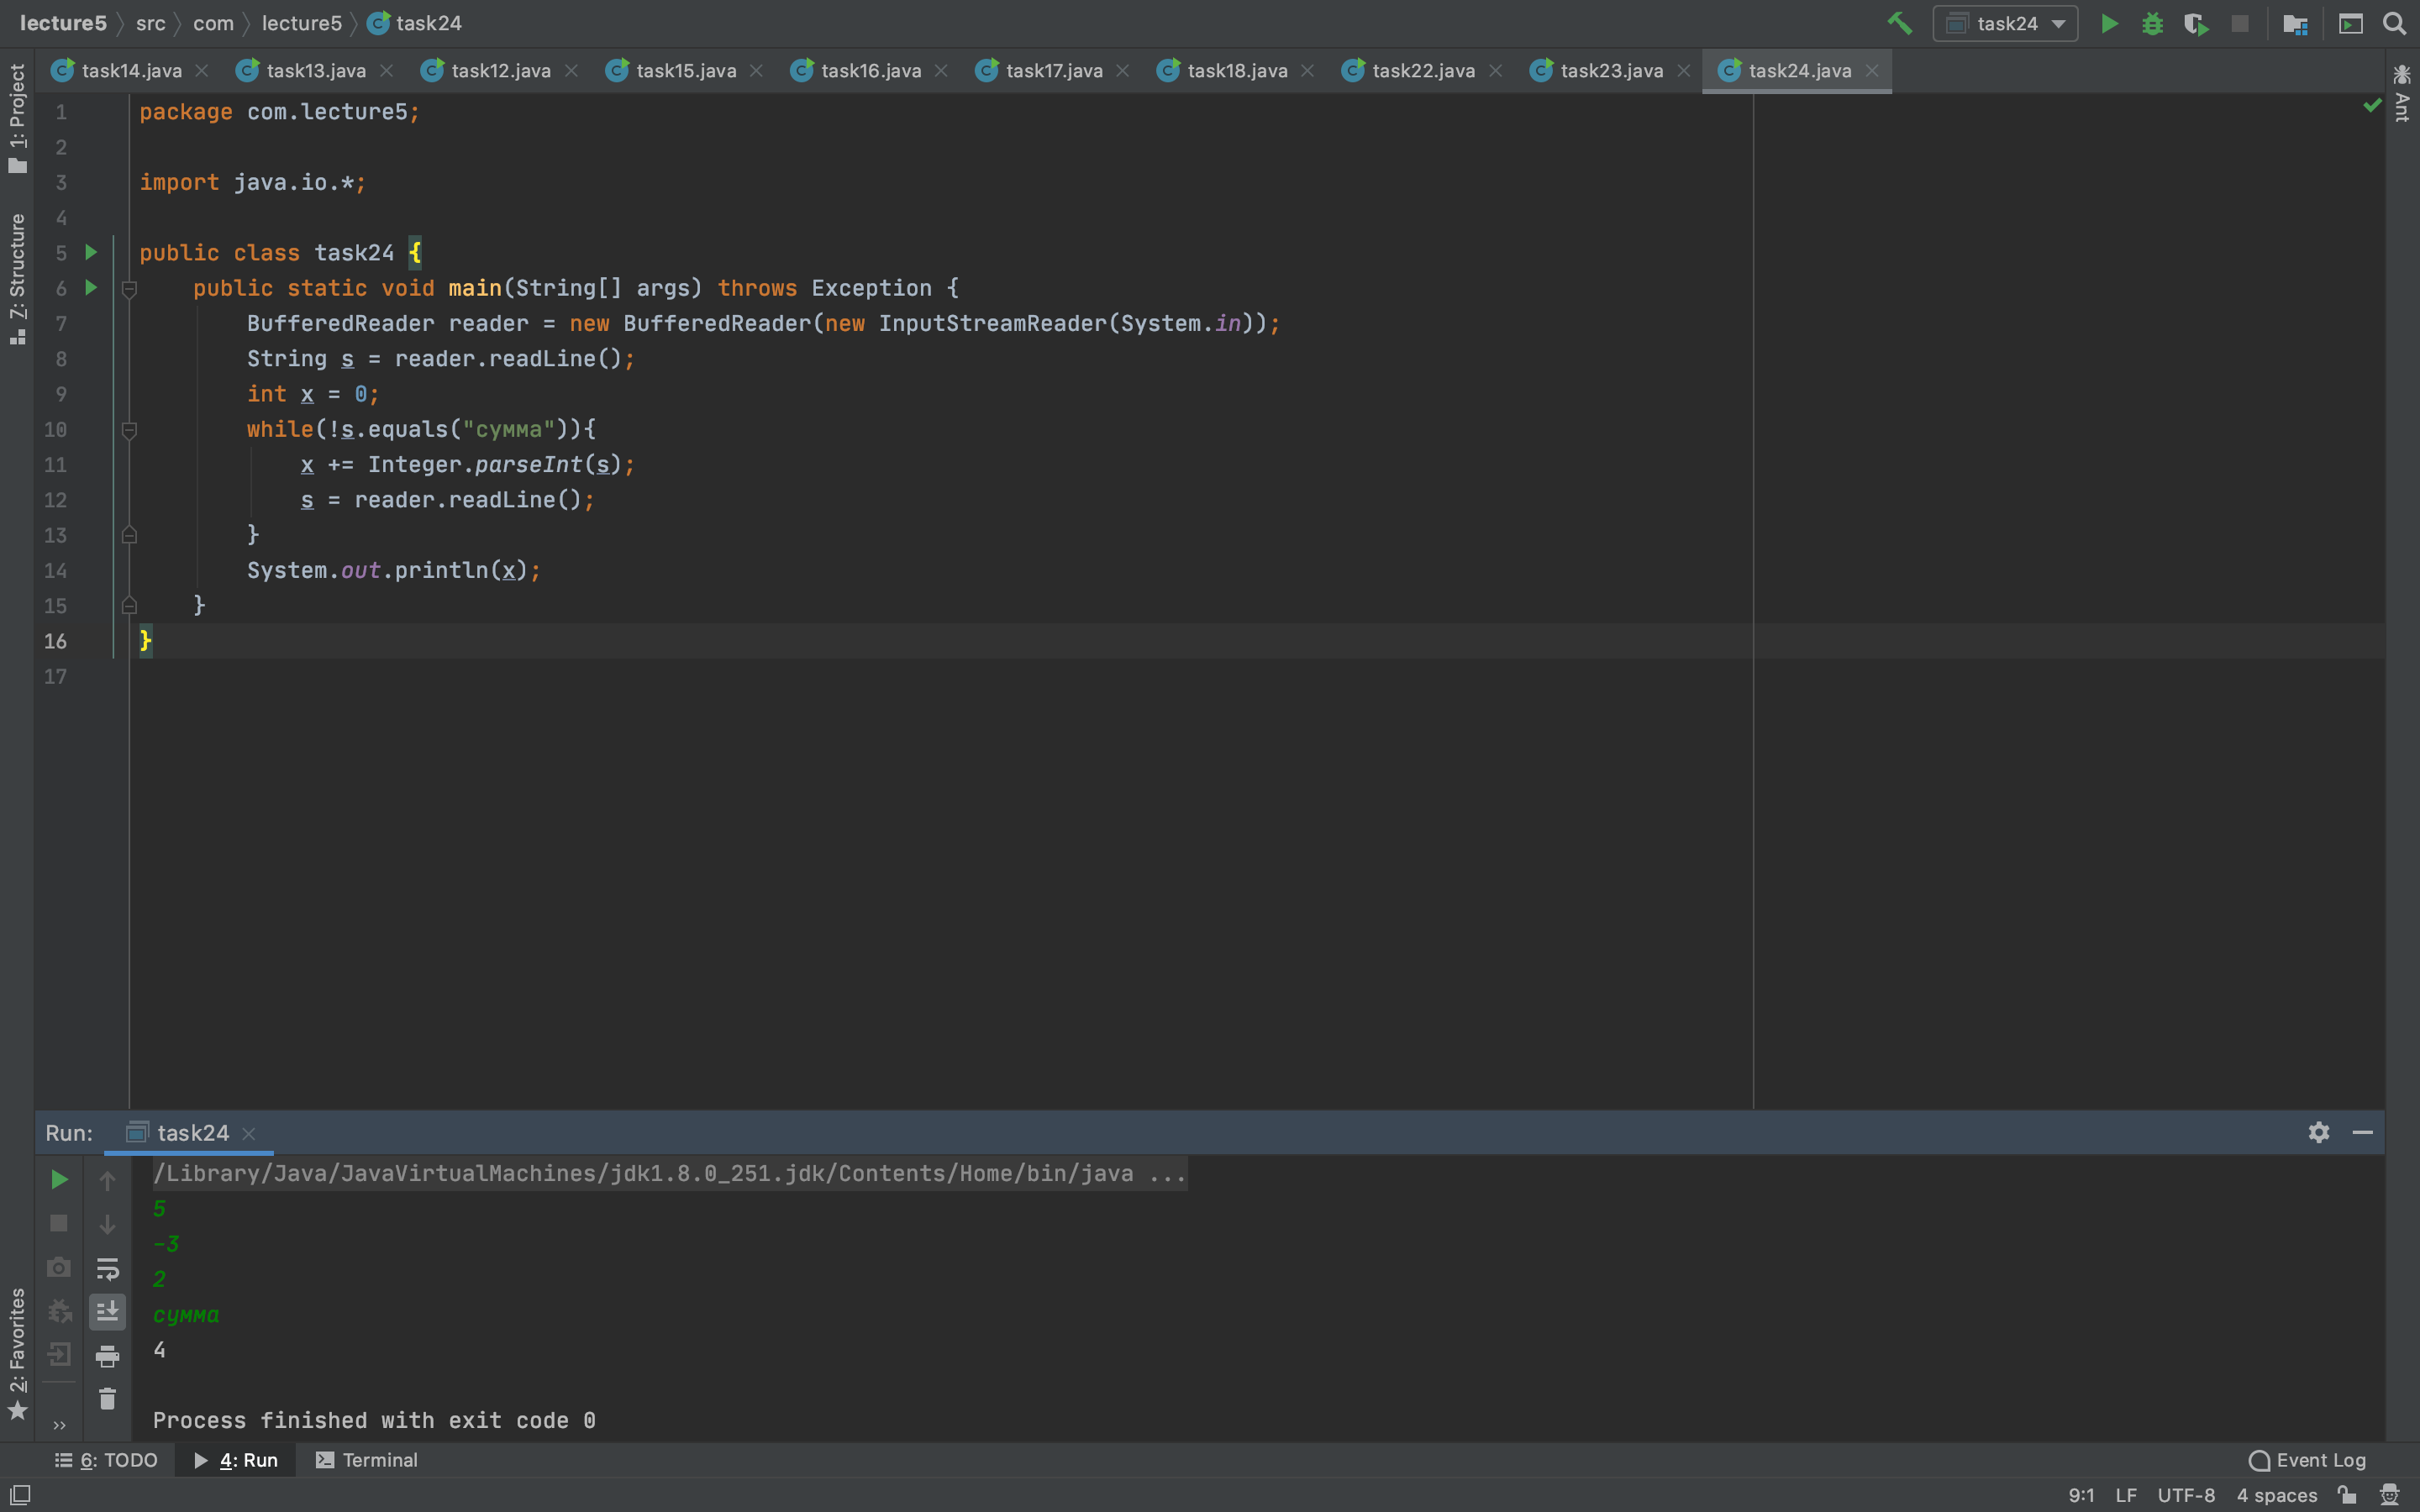 lecture5 src com lecture5 task24 task24
task14.java task13.java task12.java task15.java task16.java task17.java task18.java task22.java task23.java task24.java
1: Project
7: Structure
2: Favorites
Ant
1 package com.lecture5;
2
3 import java.io.*;
4
5 public class task24 {
6 public static void main(String[] args) throws Exception {
7 BufferedReader reader = new BufferedReader(new InputStreamReader(System.in));
8 String s = reader.readLine();
9 int x = 0;
10 while(!s.equals("сумма")){
11 x += Integer.parseInt(s);
12 s = reader.readLine();
13 }
14 System.out.println(x);
15 }
16 }
17
Run: task24
/Library/Java/JavaVirtualMachines/jdk1.8.0_251.jdk/Contents/Home/bin/java ...
5
-3
2
сумма
4
Process finished with exit code 0
6: TODO 4: Run Terminal Event Log
9:1 LF UTF-8 4 spaces